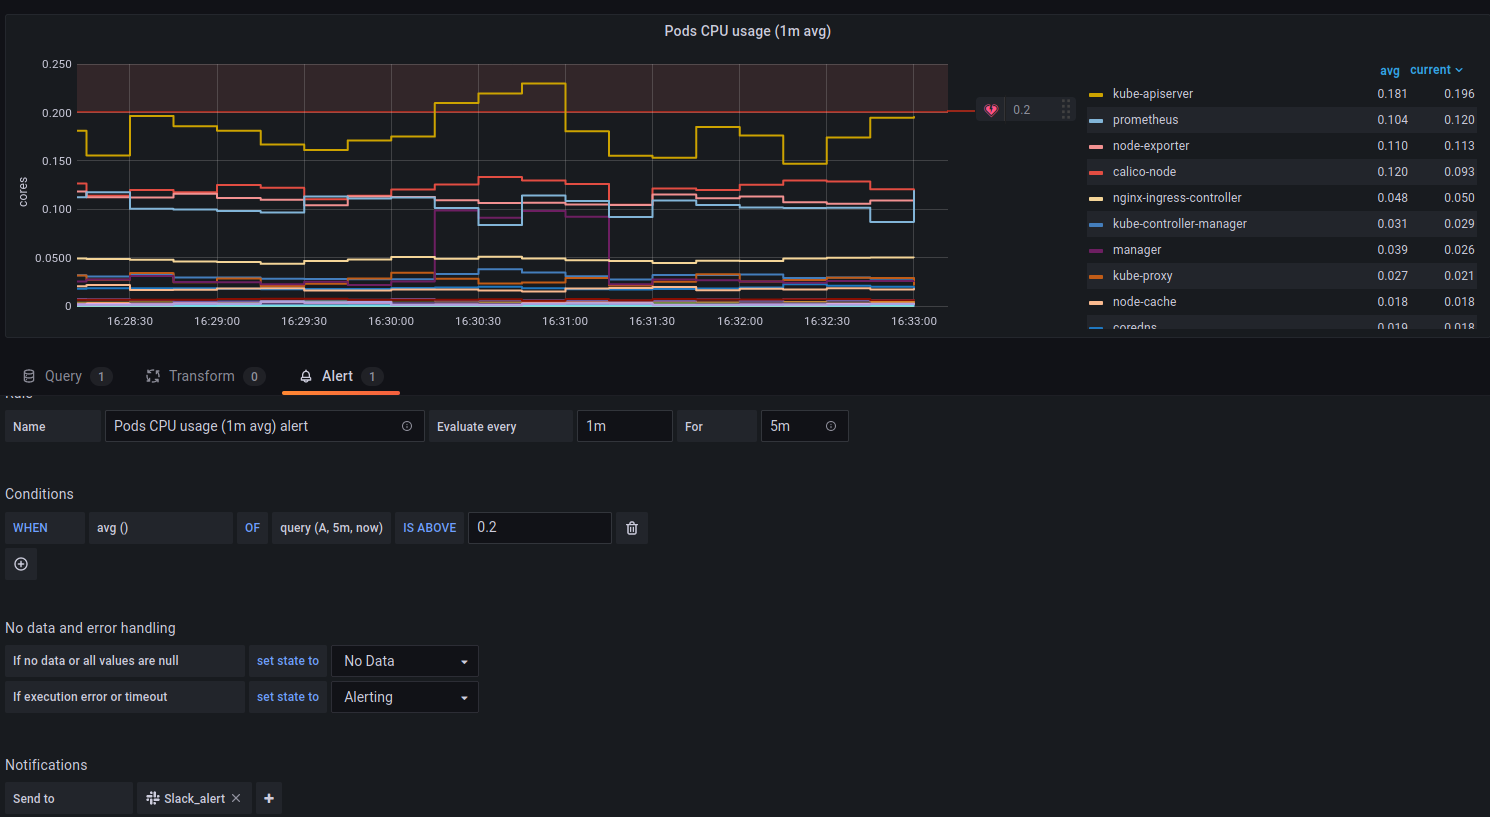 Pods CPU usage (1m avg)
0.250
0.200
0.150
0.100
0.0500
0
cores
16:28:30 16:29:00 16:29:30 16:30:00 16:30:30 16:31:00 16:31:30 16:32:00 16:32:30 16:33:00
0.2
avg current
kube-apiserver 0.181 0.196
prometheus 0.104 0.120
node-exporter 0.110 0.113
calico-node 0.120 0.093
nginx-ingress-controller 0.048 0.050
kube-controller-manager 0.031 0.029
manager 0.039 0.026
kube-proxy 0.027 0.021
node-cache 0.018 0.018
coredns 0.019 0.018
Query 1 Transform 0 Alert 1
Rule
Name Pods CPU usage (1m avg) alert Evaluate every 1m For 5m
Conditions
WHEN avg () OF query (A, 5m, now) IS ABOVE 0.2
No data and error handling
If no data or all values are null set state to No Data
If execution error or timeout set state to Alerting
Notifications
Send to Slack_alert